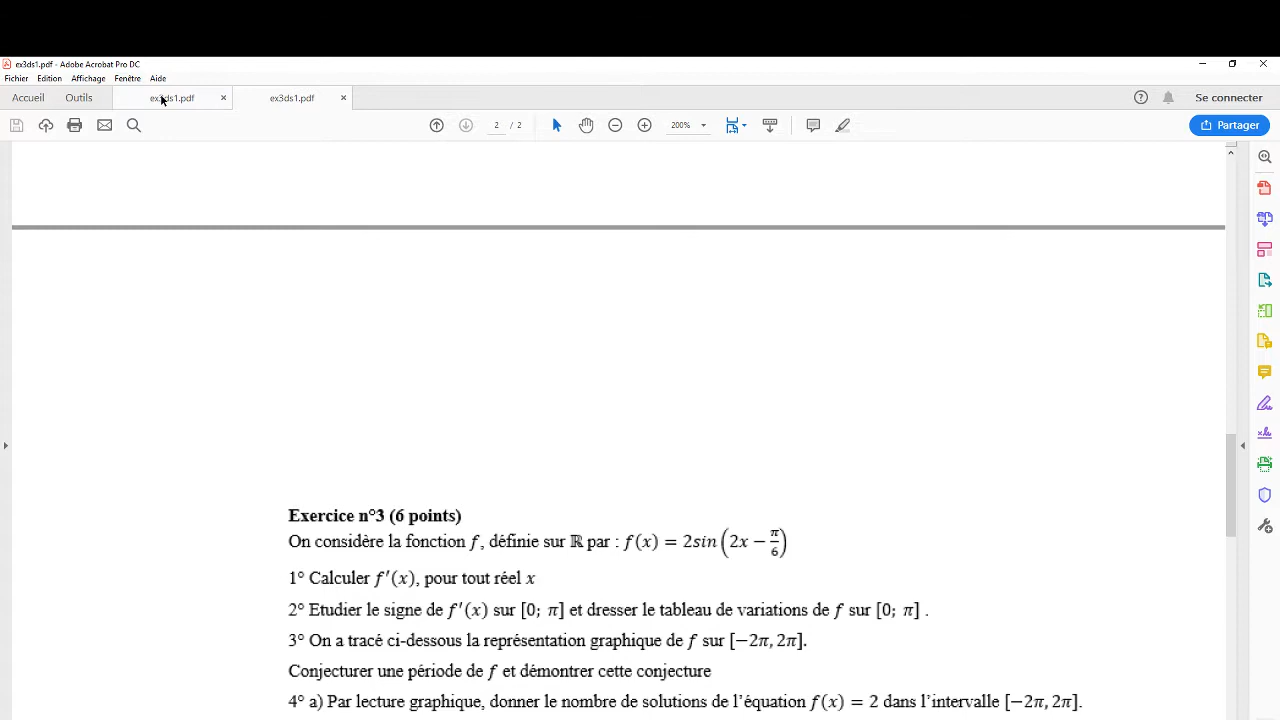 ex3ds1.pdf - Adobe Acrobat Pro DC
Fichier Edition Affichage Fenêtre Aide
Accueil Outils ex3ds1.pdf × ex3ds1.pdf × Se connecter
2 / 2 200% Partager
Exercice n°3 (6 points)
On considère la fonction f, définie sur ℝ par : f(x) = 2sin(2x − π/6)
1° Calculer f′(x), pour tout réel x
2° Etudier le signe de f′(x) sur [0; π] et dresser le tableau de variations de f sur [0; π] .
3° On a tracé ci-dessous la représentation graphique de f sur [−2π, 2π].
Conjecturer une période de f et démontrer cette conjecture
4° a) Par lecture graphique, donner le nombre de solutions de l’équation f(x) = 2 dans l’intervalle [−2π, 2π].